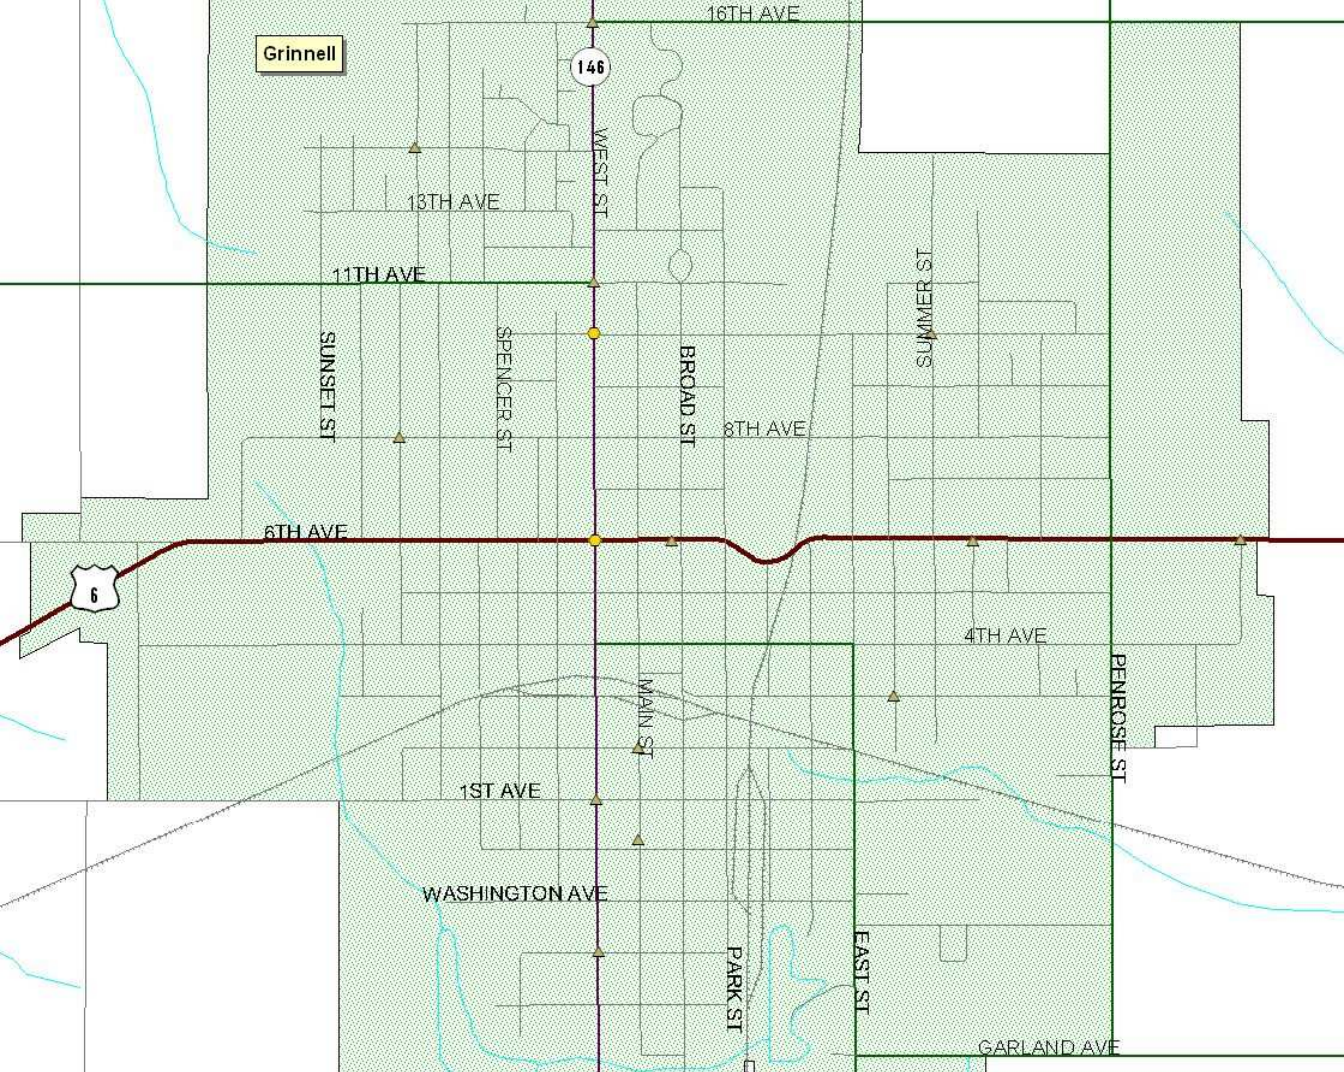 16TH AVE
Grinnell
146
WEST ST
13TH AVE
11TH AVE
SUMMER ST
SUNSET ST
SPENCER ST
BROAD ST
8TH AVE
6TH AVE
6
4TH AVE
MAIN ST
PENROSE ST
1ST AVE
WASHINGTON AVE
PARK ST
EAST ST
GARLAND AVE